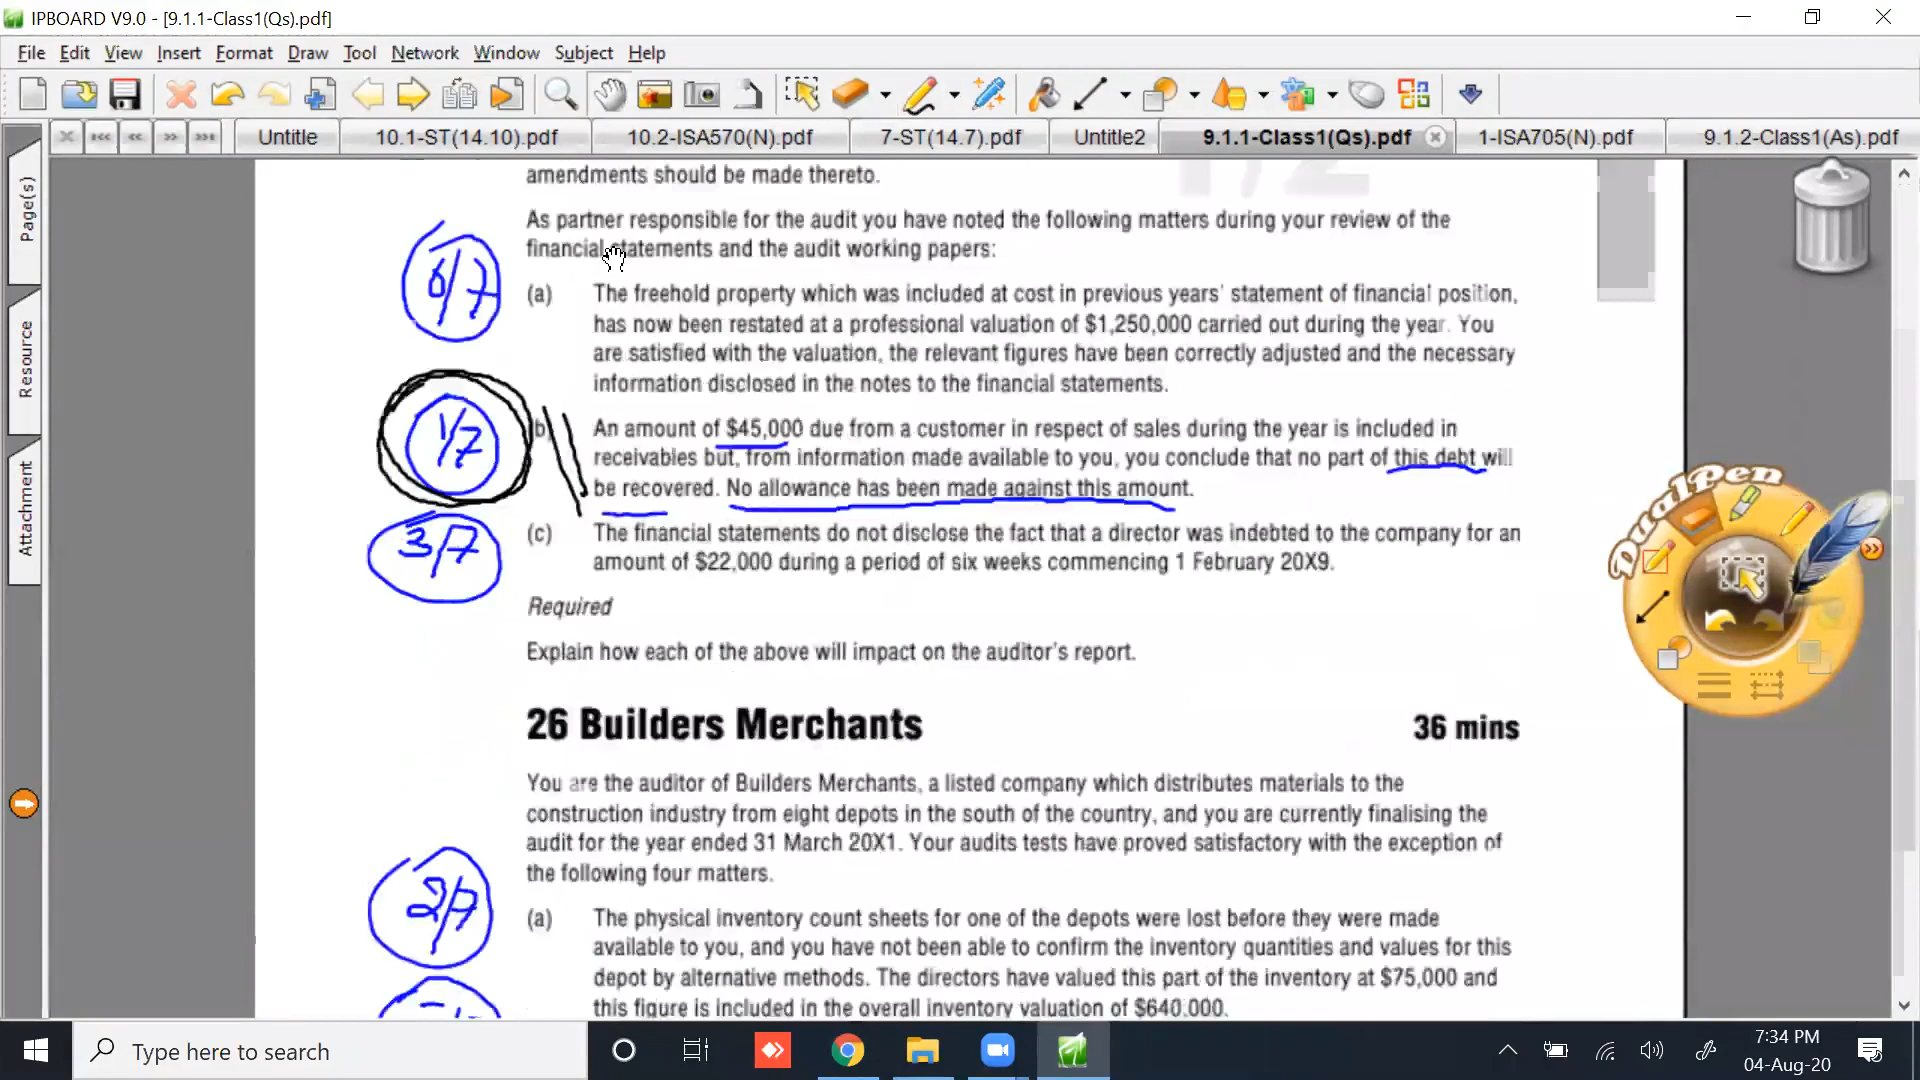 IPBOARD V9.0 - [9.1.1-Class1(Qs).pdf]
File Edit View Insert Format Draw Tool Network Window Subject Help
Untitle 10.1-ST(14.10).pdf 10.2-ISA570(N).pdf 7-ST(14.7).pdf Untitle2 9.1.1-Class1(Qs).pdf 1-ISA705(N).pdf 9.1.2-Class1(As).pdf
Page(s)
Resource
Attachment
amendments should be made thereto.
As partner responsible for the audit you have noted the following matters during your review of the
financial statements and the audit working papers:
6/7
(a) The freehold property which was included at cost in previous years' statement of financial position,
has now been restated at a professional valuation of $1,250,000 carried out during the year. You
are satisfied with the valuation, the relevant figures have been correctly adjusted and the necessary
information disclosed in the notes to the financial statements.
1/7
(b) An amount of $45,000 due from a customer in respect of sales during the year is included in
receivables but, from information made available to you, you conclude that no part of this debt will
be recovered. No allowance has been made against this amount.
3/7
(c) The financial statements do not disclose the fact that a director was indebted to the company for an
amount of $22,000 during a period of six weeks commencing 1 February 20X9.
Required
Explain how each of the above will impact on the auditor's report.
26 Builders Merchants 36 mins
You are the auditor of Builders Merchants, a listed company which distributes materials to the
construction industry from eight depots in the south of the country, and you are currently finalising the
audit for the year ended 31 March 20X1. Your audits tests have proved satisfactory with the exception of
the following four matters.
2/7
(a) The physical inventory count sheets for one of the depots were lost before they were made
available to you, and you have not been able to confirm the inventory quantities and values for this
depot by alternative methods. The directors have valued this part of the inventory at $75,000 and
this figure is included in the overall inventory valuation of $640,000.
DualPen
Type here to search
7:34 PM
04-Aug-20